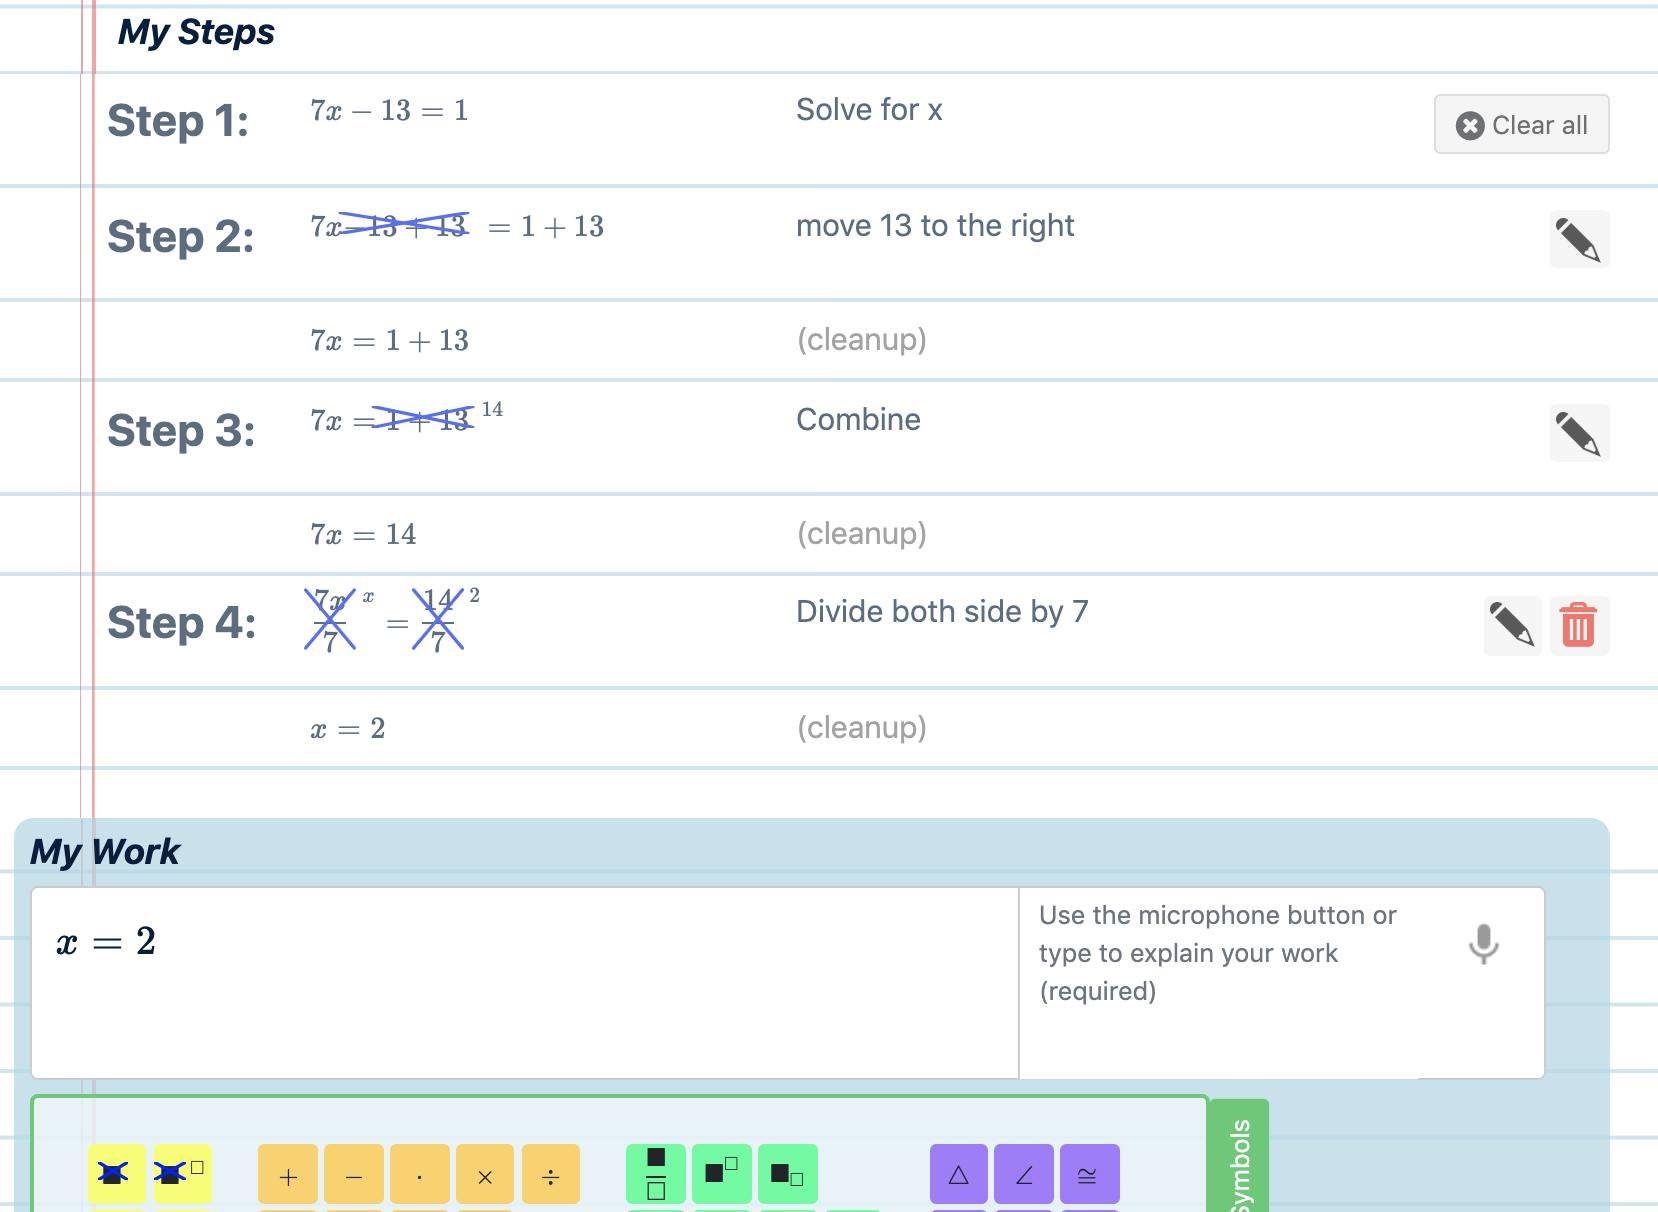 My Steps
Step 1: 7x − 13 = 1 Solve for x Clear all
Step 2: 7x − 13 + 13 = 1 + 13 move 13 to the right
7x = 1 + 13 (cleanup)
Step 3: 7x = 1 + 13 14 Combine
7x = 14 (cleanup)
Step 4: 7x/7 x = 14/7 2 Divide both side by 7
x = 2 (cleanup)
My Work
x = 2
Use the microphone button or
type to explain your work
(required)
+ − · × ÷ △ ∠ ≅
Symbols